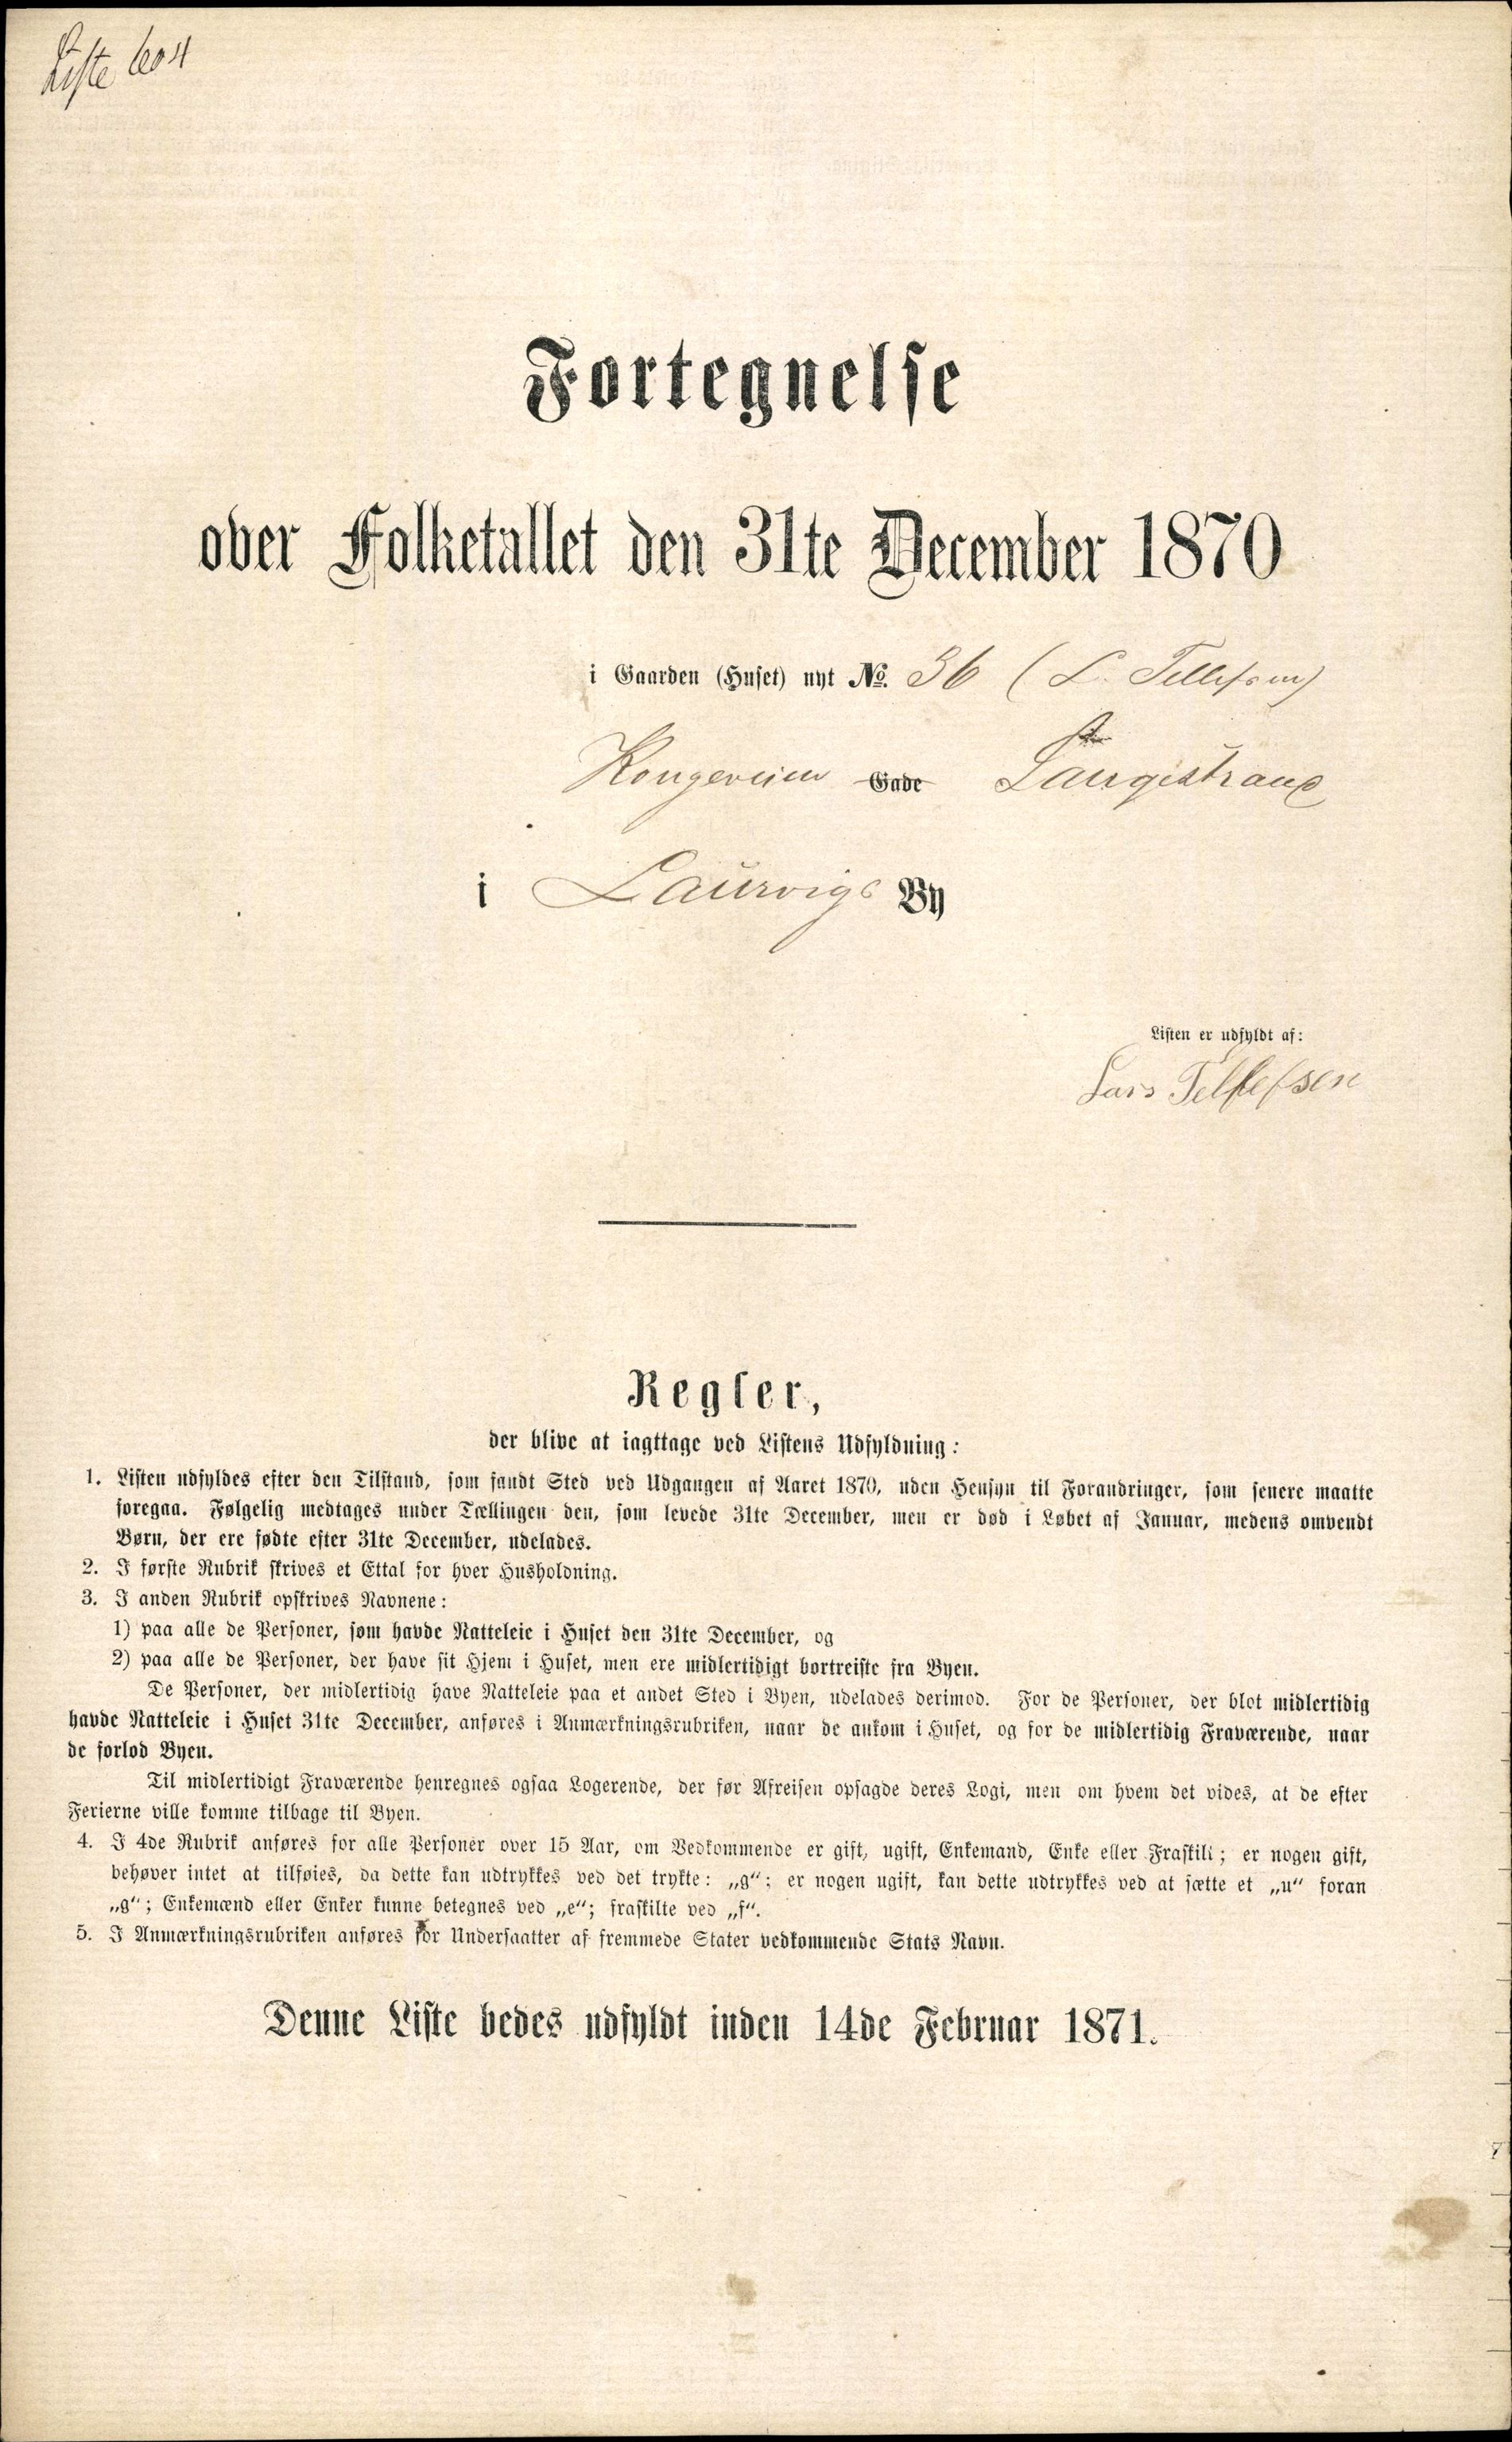 Liste 604
Fortegnelse
over Folketallet den 31te December 1870
i Gaarden (Huset) nyt No. 36 (L. Tellefsen)
Kongeveien Gade Langestrand
i Laurvigs By
Listen er udfyldt af:
Lars Tellefsen
Regler,
der blive at iagttage ved Listens Udfyldning:
1. Listen udfyldes efter den Tilstand, som fandt Sted ved Udgangen af Aaret 1870, uden Hensyn til Forandringer, som senere maatte
foregaa. Følgelig medtages under Tællingen den, som levede 31te December, men er død i Løbet af Januar, medens omvendt
Børn, der ere fødte efter 31te December, udelades.
2. I første Rubrik skrives et Ettal for hver Husholdning.
3. I anden Rubrik opskrives Navnene:
1) paa alle de Personer, som havde Natteleie i Huset den 31te December, og
2) paa alle de Personer, der have sit Hjem i Huset, men ere midlertidigt bortreiste fra Byen.
De Personer, der midlertidig have Natteleie paa et andet Sted i Byen, udelades derimod. For de Personer, der blot midlertidig
havde Natteleie i Huset 31te December, anføres i Anmærkningsrubriken, naar de ankom i Huset, og for de midlertidig Fraværende, naar
de forlod Byen.
Til midlertidigt Fraværende henregnes ogsaa Logerende, der før Afreisen opsagde deres Logi, men om hvem det vides, at de efter
Ferierne ville komme tilbage til Byen.
4. I 4de Rubrik anføres for alle Personer over 15 Aar, om Vedkommende er gift, ugift, Enkemand, Enke eller Fraskilt; er nogen gift,
behøver intet at tilføies, da dette kan udtrykkes ved det trykte: „g“; er nogen ugift, kan dette udtrykkes ved at sætte et „u“ foran
„g“; Enkemænd eller Enker kunne betegnes ved „e“; fraskilte ved „f“.
5. I Anmærkningsrubriken anføres for Undersaatter af fremmede Stater vedkommende Stats Navn.
Denne Liste bedes udfyldt inden 14de Februar 1871.